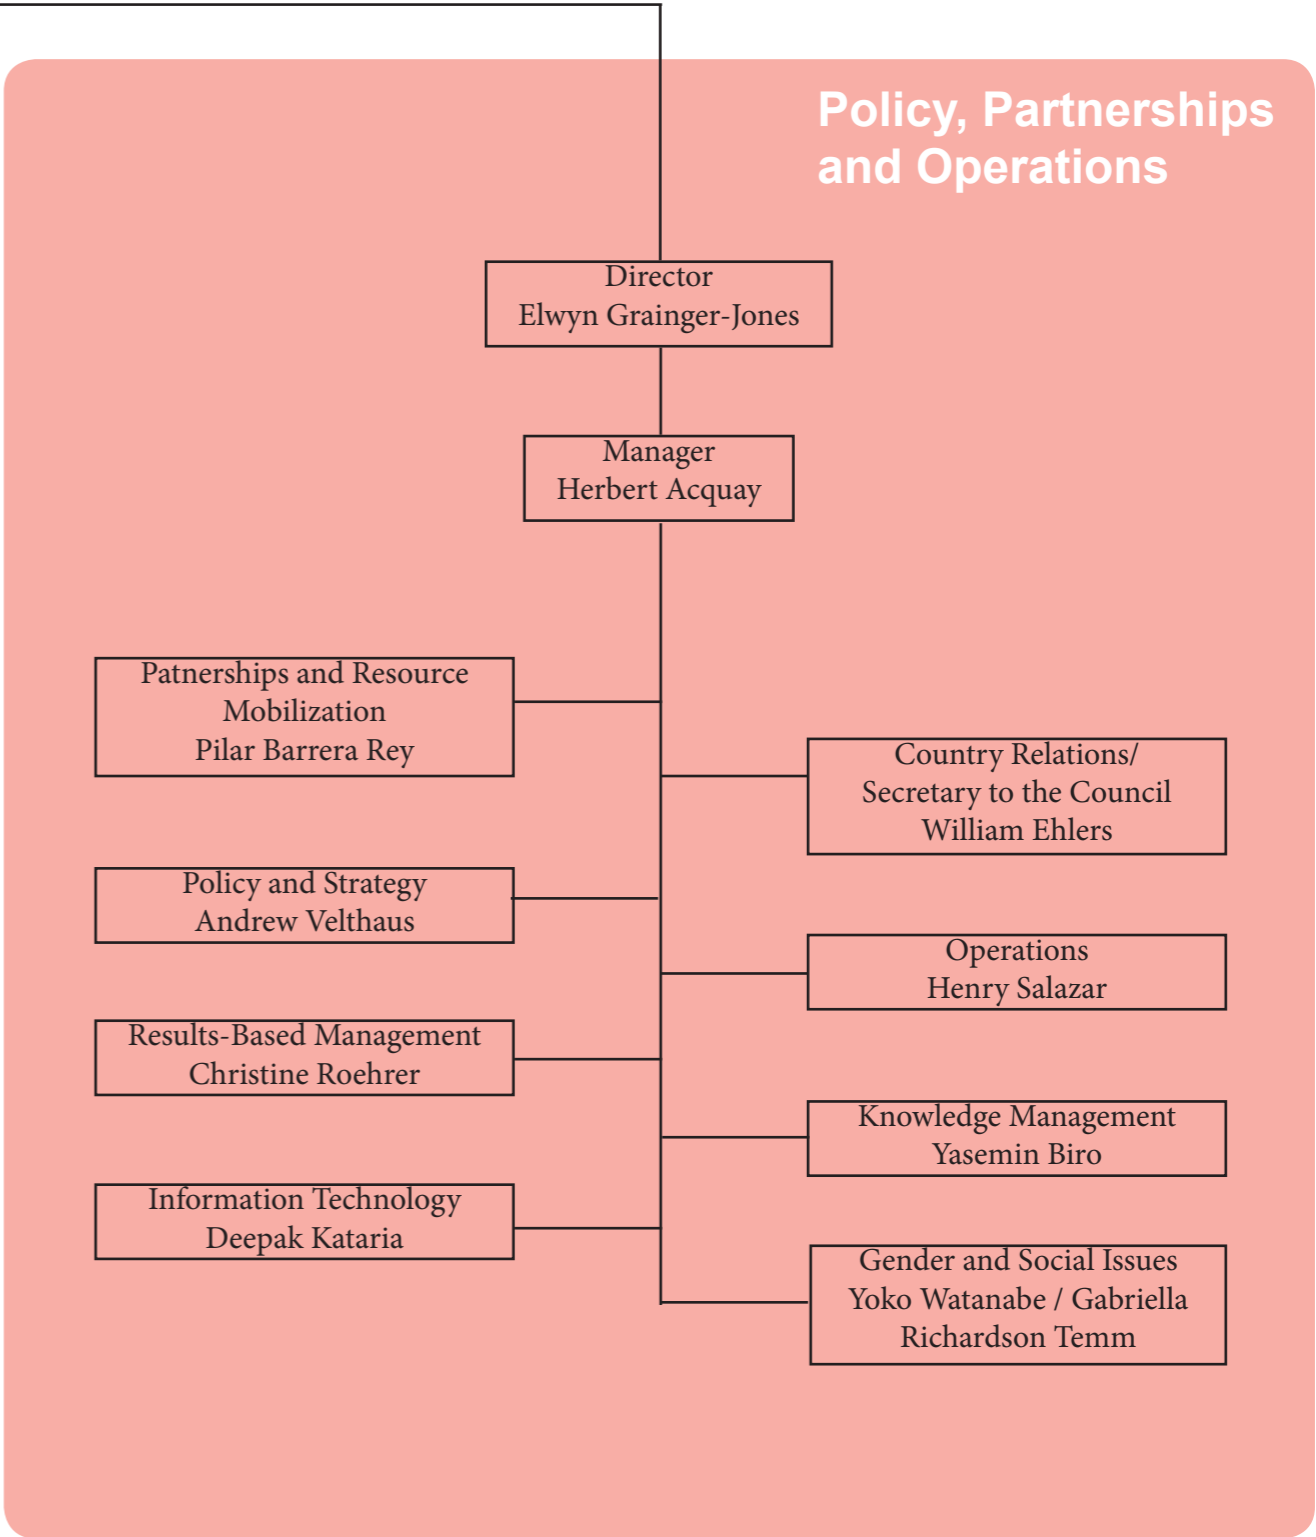 Policy, Partnerships
and Operations
Director
Elwyn Grainger-Jones
Manager
Herbert Acquay
Patnerships and Resource
Mobilization
Pilar Barrera Rey
Country Relations/
Secretary to the Council
William Ehlers
Policy and Strategy
Andrew Velthaus
Operations
Henry Salazar
Results-Based Management
Christine Roehrer
Knowledge Management
Yasemin Biro
Information Technology
Deepak Kataria
Gender and Social Issues
Yoko Watanabe / Gabriella
Richardson Temm